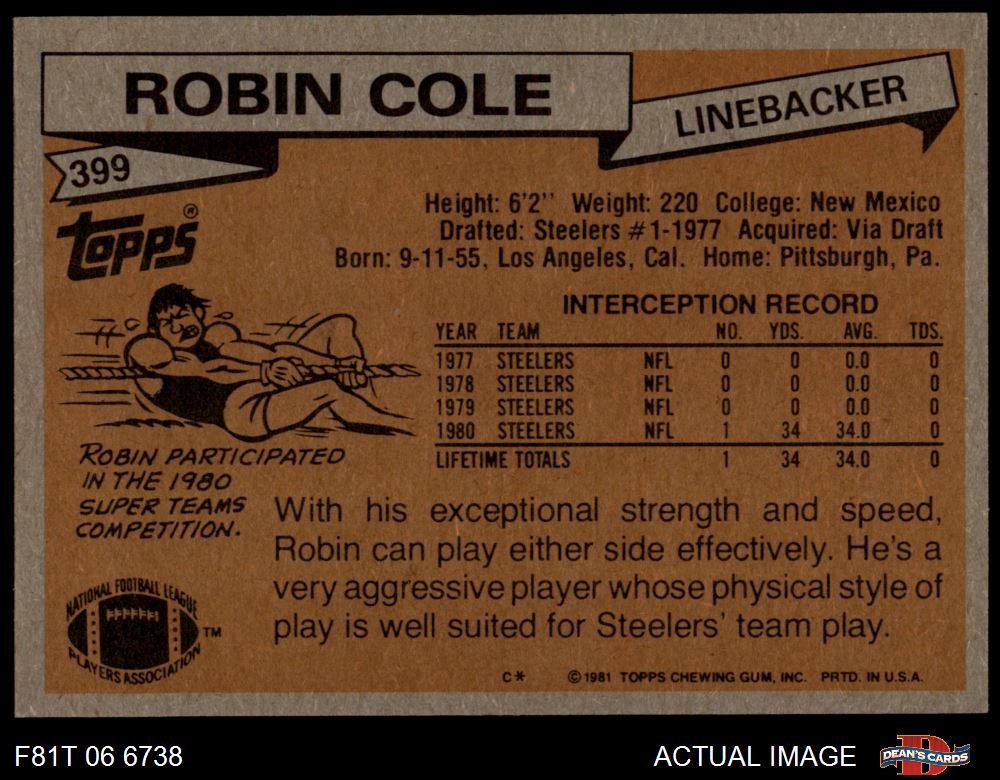 ROBIN COLE
LINEBACKER
399
TOPPS®
Height: 6'2'' Weight: 220 College: New Mexico
Drafted: Steelers #1-1977 Acquired: Via Draft
Born: 9-11-55, Los Angeles, Cal. Home: Pittsburgh, Pa.
INTERCEPTION RECORD
YEAR TEAM NO. YDS. AVG. TDS.
1977 STEELERS NFL 0 0 0.0 0
1978 STEELERS NFL 0 0 0.0 0
1979 STEELERS NFL 0 0 0.0 0
1980 STEELERS NFL 1 34 34.0 0
LIFETIME TOTALS 1 34 34.0 0
ROBIN PARTICIPATED
IN THE 1980
SUPER TEAMS
COMPETITION.
With his exceptional strength and speed,
Robin can play either side effectively. He's a
very aggressive player whose physical style of
play is well suited for Steelers' team play.
NATIONAL FOOTBALL LEAGUE
PLAYERS ASSOCIATION
TM
C* ©1981 TOPPS CHEWING GUM, INC. PRTD. IN U.S.A.
F81T 06 6738
ACTUAL IMAGE
DEAN'S CARDS